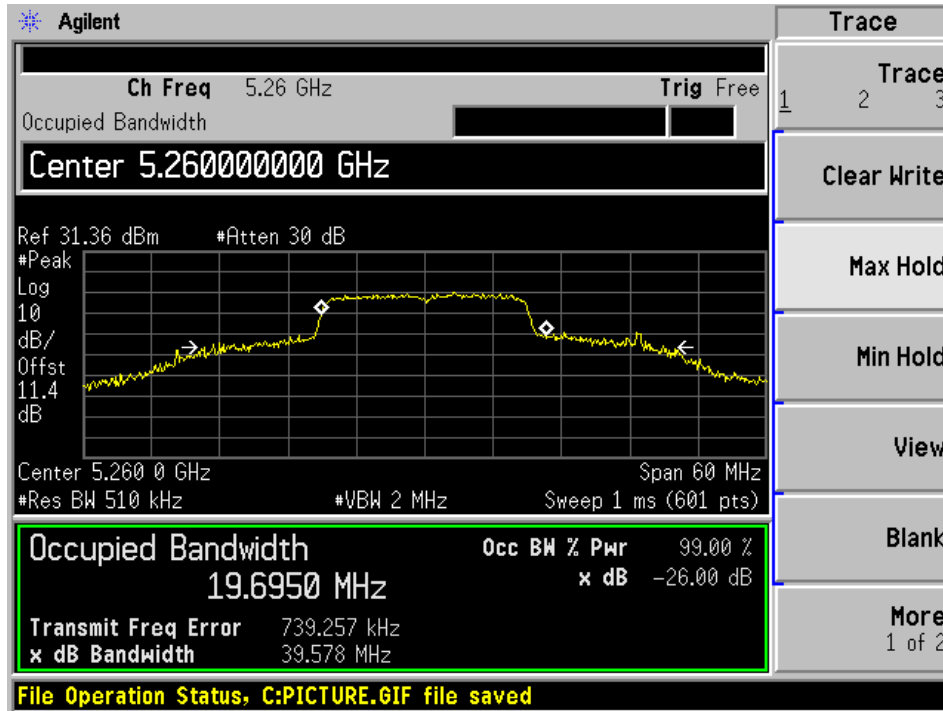 Agilent
Trace
Ch Freq 5.26 GHz Trig Free
Occupied Bandwidth
Center 5.260000000 GHz
Ref 31.36 dBm #Atten 30 dB
#Peak
Log
10
dB/
Offst
11.4
dB
Center 5.260 0 GHz Span 60 MHz
#Res BW 510 kHz #VBW 2 MHz Sweep 1 ms (601 pts)
Occupied Bandwidth
19.6950 MHz
Occ BW % Pwr 99.00 %
x dB -26.00 dB
Transmit Freq Error 739.257 kHz
x dB Bandwidth 39.578 MHz
File Operation Status, C:PICTURE.GIF file saved
Trace
1 2 3
Clear Write
Max Hold
Min Hold
View
Blank
More
1 of 2